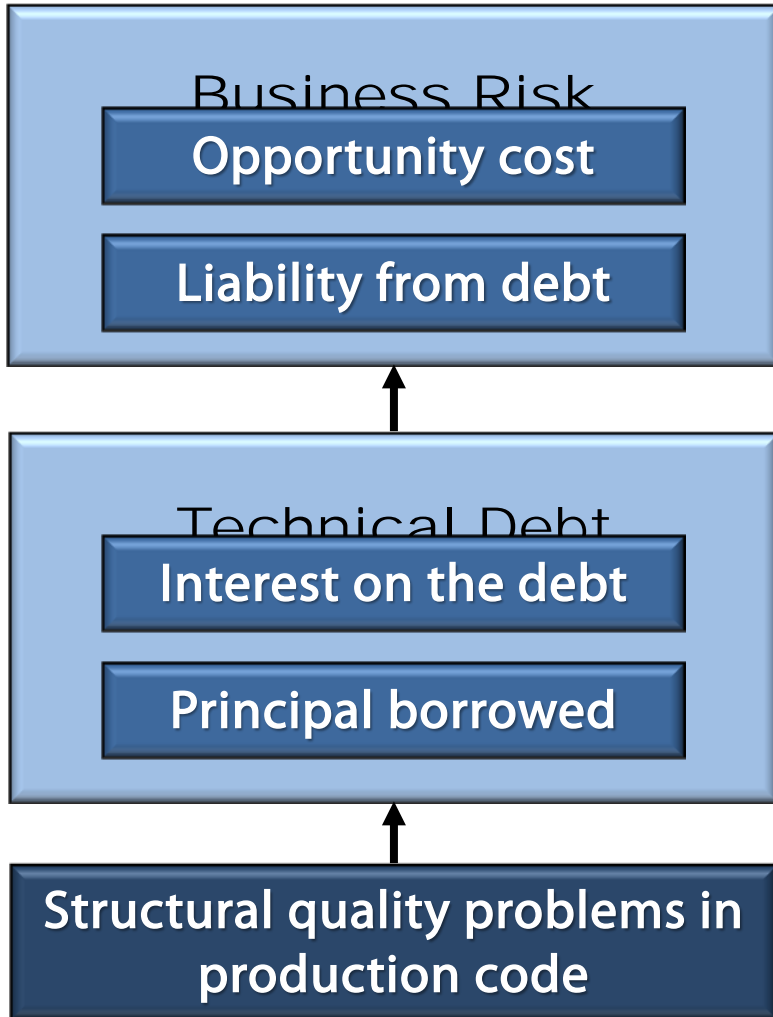 Business Risk
Opportunity cost
Liability from debt
Technical Debt
Interest on the debt
Principal borrowed
Structural quality problems in
production code